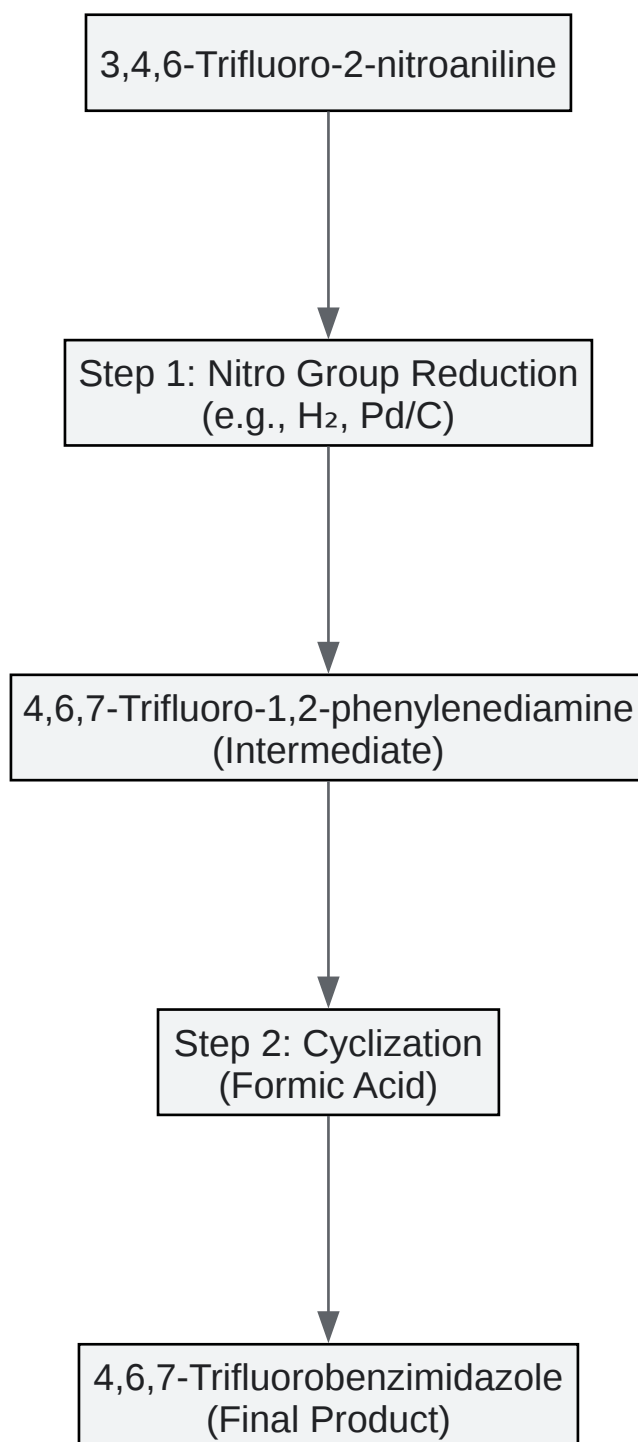 3,4,6-Trifluoro-2-nitroaniline
Step 1: Nitro Group Reduction
(e.g., H₂, Pd/C)
4,6,7-Trifluoro-1,2-phenylenediamine
(Intermediate)
Step 2: Cyclization
(Formic Acid)
4,6,7-Trifluorobenzimidazole
(Final Product)